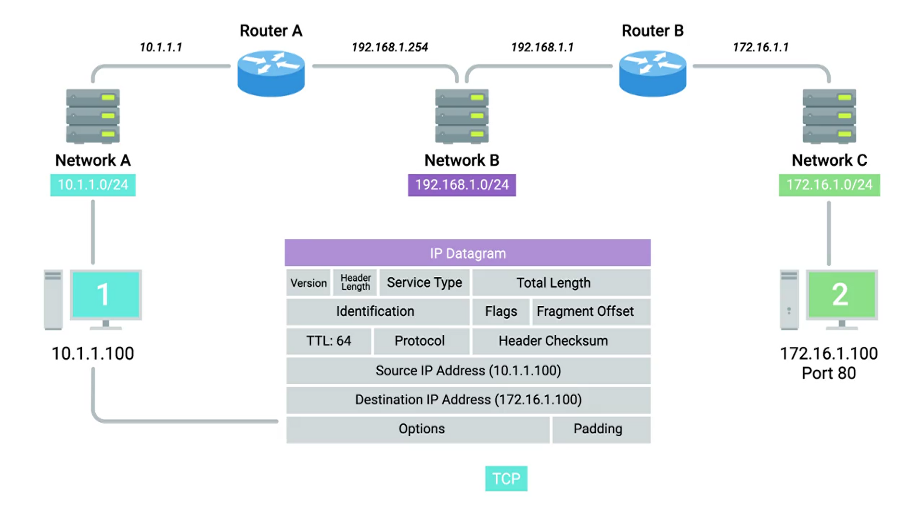 Router A
Router B
10.1.1.1
192.168.1.254
192.168.1.1
172.16.1.1
Network A
Network B
Network C
10.1.1.0/24
192.168.1.0/24
172.16.1.0/24
IP Datagram
Version
Header
Length
Service Type
Total Length
Identification
Flags
Fragment Offset
TTL: 64
Protocol
Header Checksum
Source IP Address (10.1.1.100)
Destination IP Address (172.16.1.100)
Options
Padding
1
10.1.1.100
2
172.16.1.100
Port 80
TCP